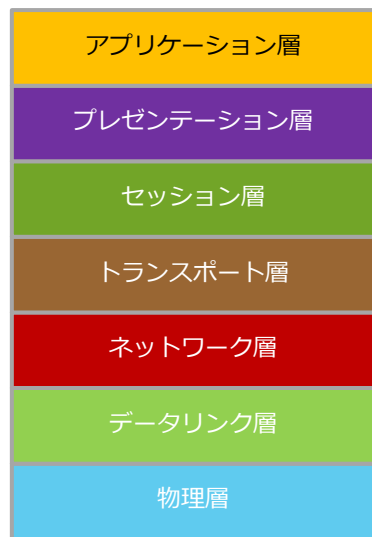 アプリケーション層
プレゼンテーション層
セッション層
トランスポート層
ネットワーク層
データリンク層
物理層